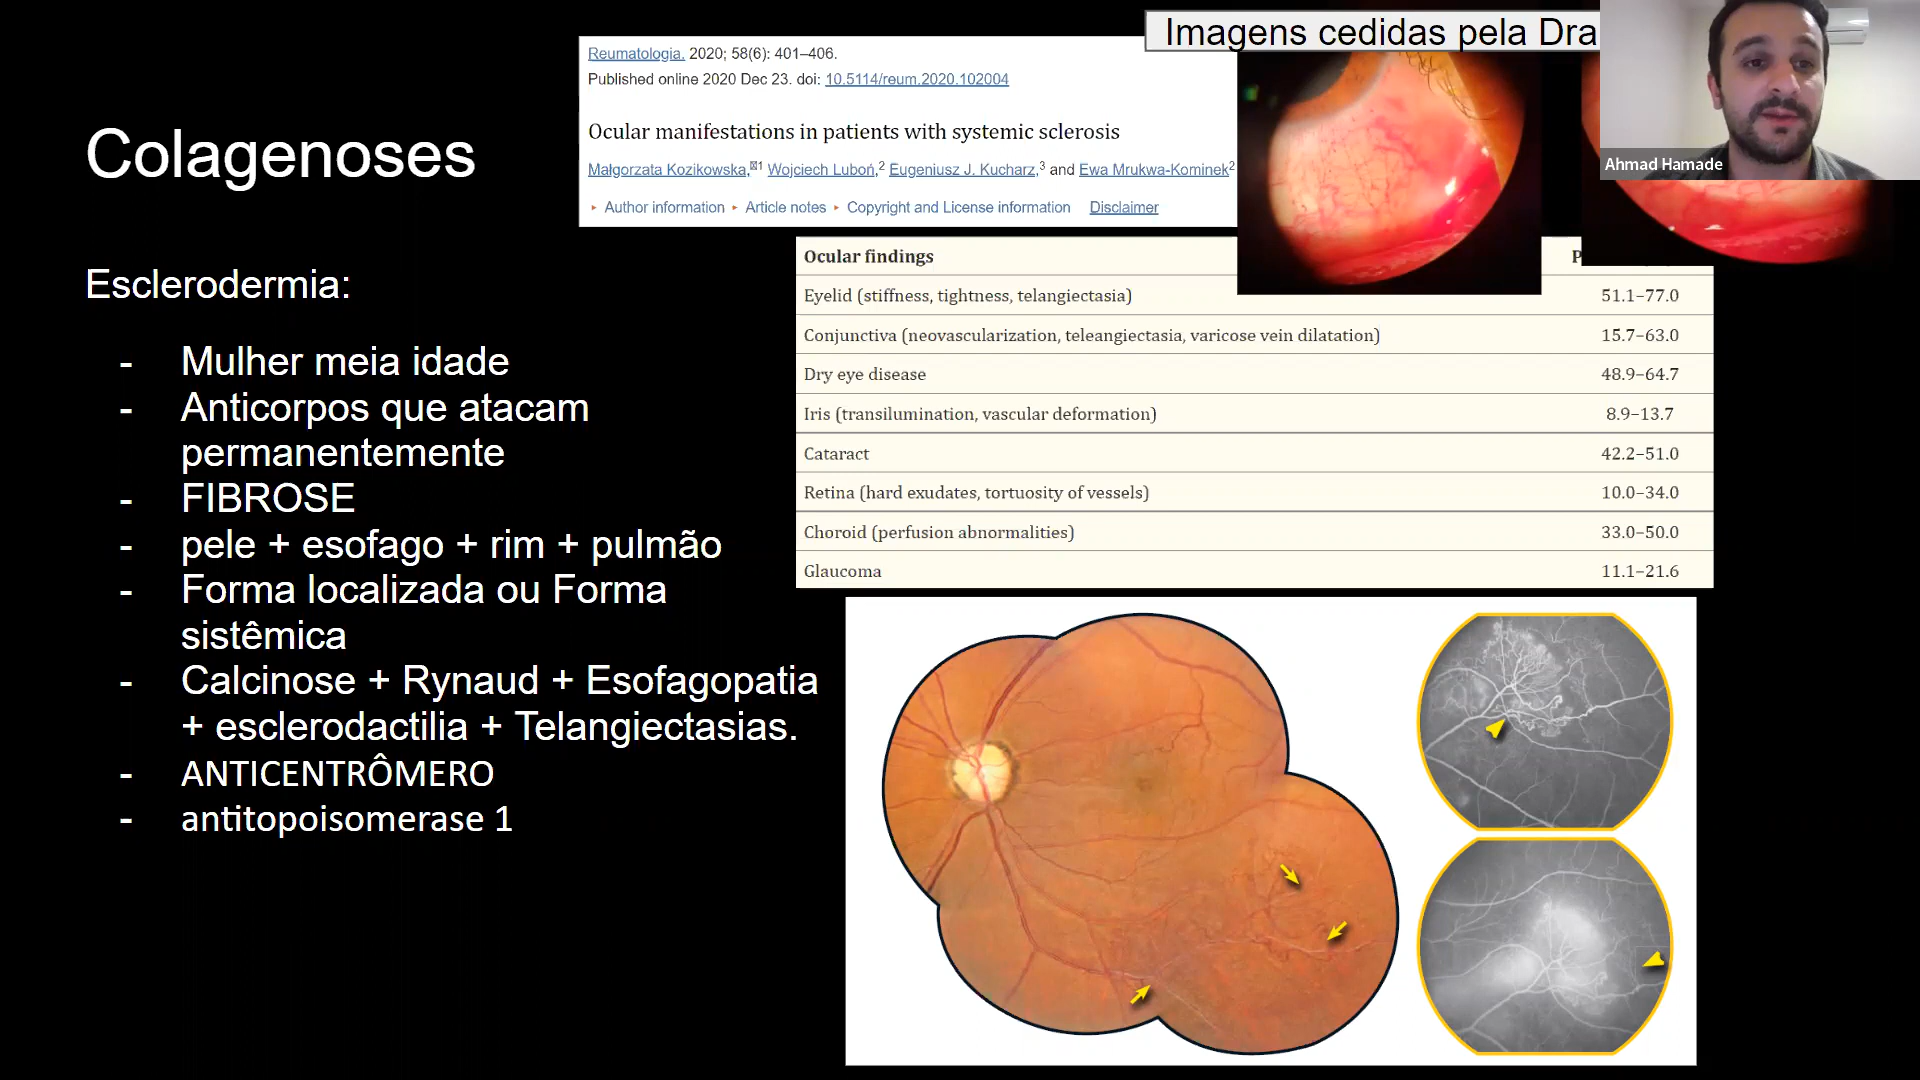 Imagens cedidas pela Dra
Ahmad Hamade
Reumatologia. 2020; 58(6): 401–406.
Published online 2020 Dec 23. doi: 10.5114/reum.2020.102004
Ocular manifestations in patients with systemic sclerosis
Małgorzata Kozikowska,1 Wojciech Luboń,2 Eugeniusz J. Kucharz,3 and Ewa Mrukwa-Kominek2
Author information Article notes Copyright and License information Disclaimer
Colagenoses
Esclerodermia:
- Mulher meia idade
- Anticorpos que atacam
permanentemente
- FIBROSE
- pele + esofago + rim + pulmão
- Forma localizada ou Forma
sistêmica
- Calcinose + Rynaud + Esofagopatia
+ esclerodactilia + Telangiectasias.
- ANTICENTRÔMERO
- antitopoisomerase 1
Ocular findings
Eyelid (stiffness, tightness, telangiectasia) 51.1–77.0
Conjunctiva (neovascularization, teleangiectasia, varicose vein dilatation) 15.7–63.0
Dry eye disease 48.9–64.7
Iris (transilumination, vascular deformation) 8.9–13.7
Cataract 42.2–51.0
Retina (hard exudates, tortuosity of vessels) 10.0–34.0
Choroid (perfusion abnormalities) 33.0–50.0
Glaucoma 11.1–21.6